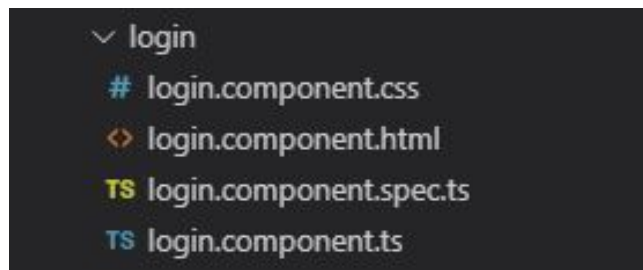 login
# login.component.css
<> login.component.html
TS login.component.spec.ts
TS login.component.ts